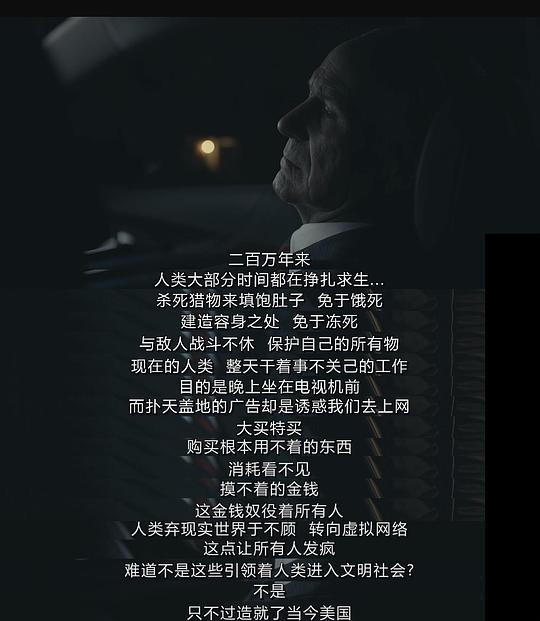 二百万年来
人类大部分时间都在挣扎求生...
杀死猎物来填饱肚子 免于饿死
建造容身之处 免于冻死
与敌人战斗不休 保护自己的所有物
现在的人类 整天干着事不关己的工作
目的是晚上坐在电视机前
而扑天盖地的广告却是诱惑我们去上网
大买特买
购买根本用不着的东西
消耗看不见
摸不着的金钱
这金钱奴役着所有人
人类弃现实世界于不顾 转向虚拟网络
这点让所有人发疯
难道不是这些引领着人类进入文明社会?
不是
只不过造就了当今美国